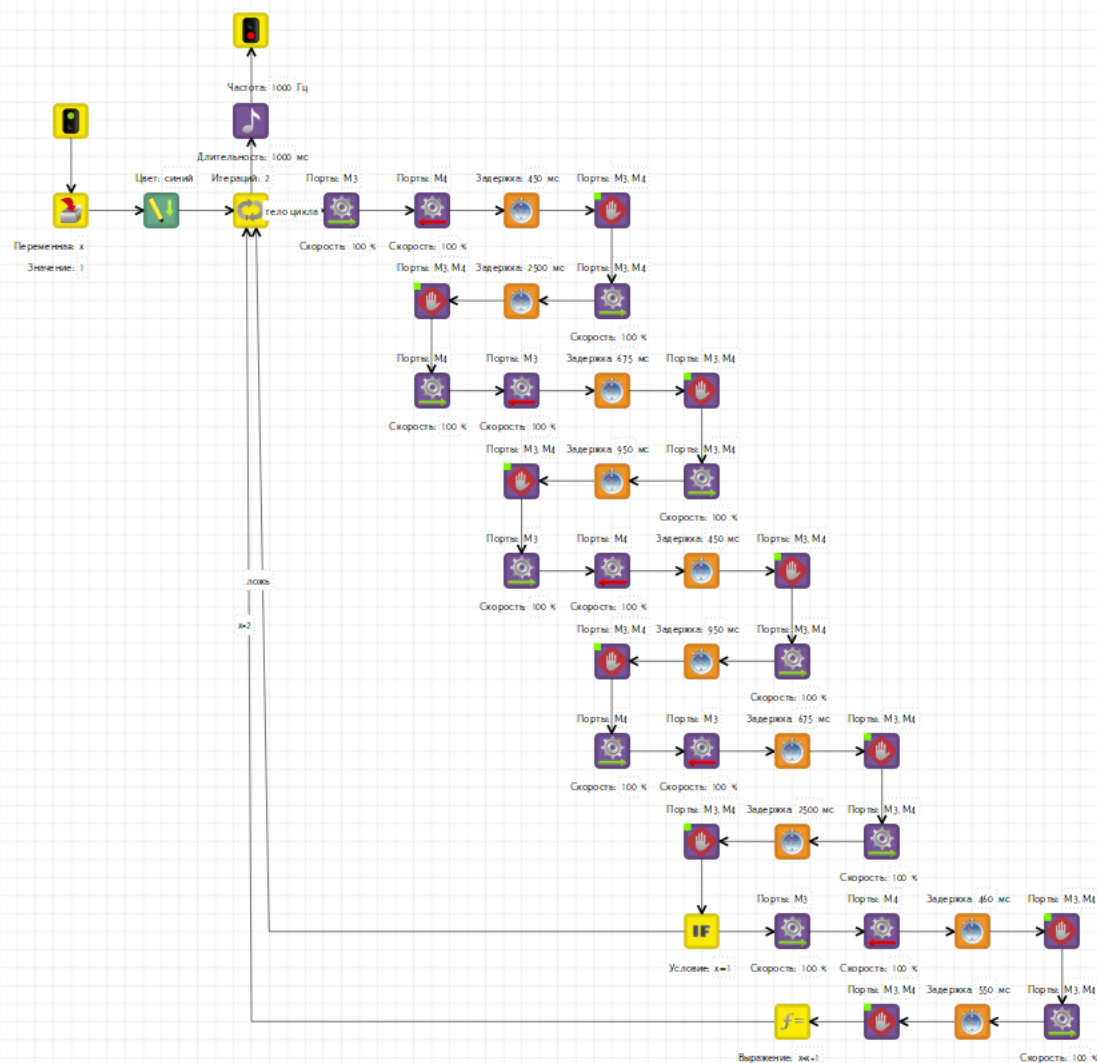 Частота: 1000 Гц
Длительность: 1000 мс
Цвет: синий Итераций: 2 Порты: M3 Порты: M4 Задержка: 450 мс Порты: M3, M4
тело цикла
Переменная: x Скорость: 100 % Скорость: 100 %
Значение: 1 Порты: M3, M4 Задержка: 2500 мс Порты: M3, M4
Скорость: 100 %
Порты: M4 Порты: M3 Задержка: 675 мс Порты: M3, M4
Скорость: 100 % Скорость: 100 %
Порты: M3, M4 Задержка: 950 мс Порты: M3, M4
Скорость: 100 %
Порты: M3 Порты: M4 Задержка: 450 мс Порты: M3, M4
ложь
Скорость: 100 % Скорость: 100 %
x=2 Порты: M3, M4 Задержка: 950 мс Порты: M3, M4
Скорость: 100 %
Порты: M4 Порты: M3 Задержка: 675 мс Порты: M3, M4
Скорость: 100 % Скорость: 100 %
Порты: M3, M4 Задержка: 2500 мс Порты: M3, M4
Скорость: 100 %
Порты: M3 Порты: M4 Задержка: 460 мс Порты: M3, M4
IF
Условие: x=1 Скорость: 100 % Скорость: 100 %
Порты: M3, M4 Задержка: 550 мс Порты: M3, M4
f=
Выражение: Скорость: 100 %